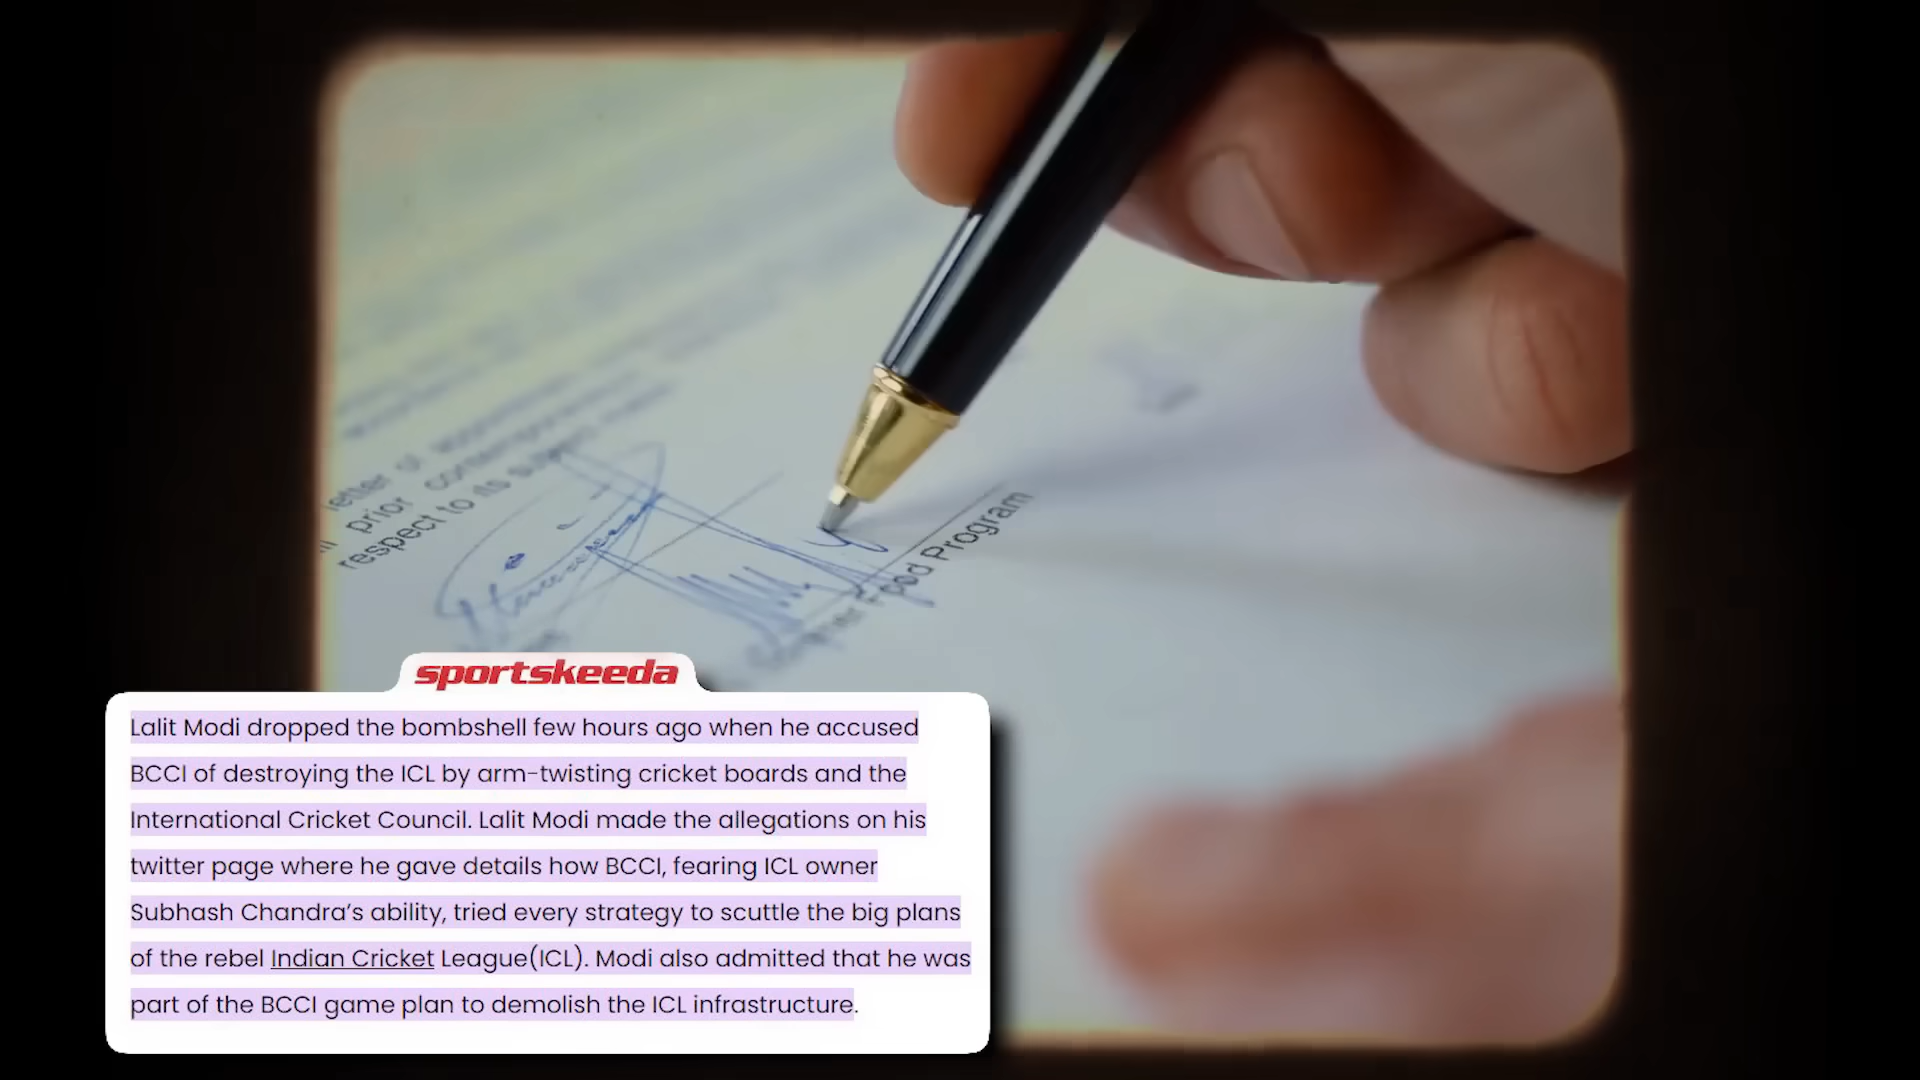 letter of
prior
respect to its
Food Program
sportskeeda
Lalit Modi dropped the bombshell few hours ago when he accused
BCCI of destroying the ICL by arm-twisting cricket boards and the
International Cricket Council. Lalit Modi made the allegations on his
twitter page where he gave details how BCCI, fearing ICL owner
Subhash Chandra's ability, tried every strategy to scuttle the big plans
of the rebel Indian Cricket League(ICL). Modi also admitted that he was
part of the BCCI game plan to demolish the ICL infrastructure.